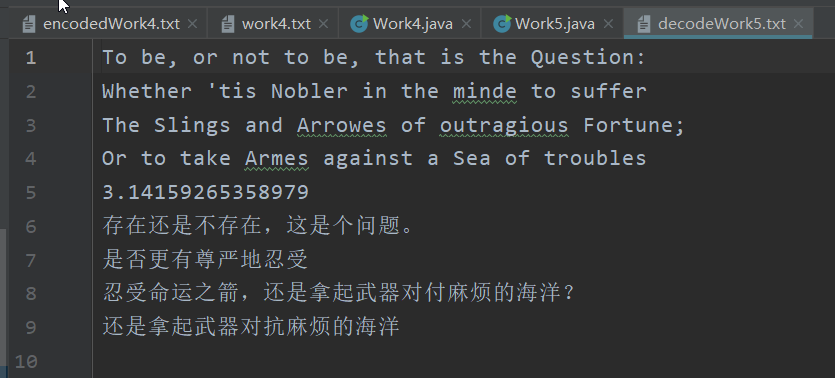 encodedWork4.txt work4.txt Work4.java Work5.java decodeWork5.txt
1 To be, or not to be, that is the Question:
2 Whether 'tis Nobler in the minde to suffer
3 The Slings and Arrowes of outragious Fortune;
4 Or to take Armes against a Sea of troubles
5 3.14159265358979
6 存在还是不存在，这是个问题。
7 是否更有尊严地忍受
8 忍受命运之箭，还是拿起武器对付麻烦的海洋？
9 还是拿起武器对抗麻烦的海洋
10